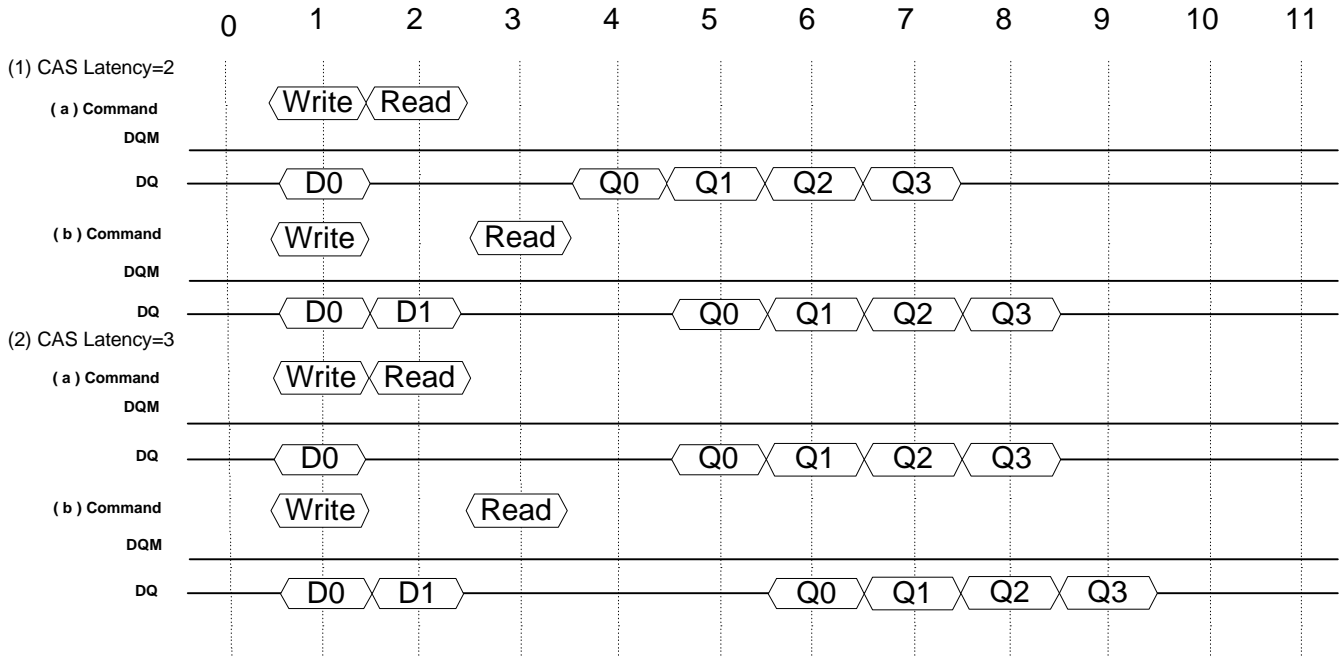 0 1 2 3 4 5 6 7 8 9 10 11
(1) CAS Latency=2
( a ) Command Write Read
DQM
DQ D0 Q0 Q1 Q2 Q3
( b ) Command Write Read
DQM
DQ D0 D1 Q0 Q1 Q2 Q3
(2) CAS Latency=3
( a ) Command Write Read
DQM
DQ D0 Q0 Q1 Q2 Q3
( b ) Command Write Read
DQM
DQ D0 D1 Q0 Q1 Q2 Q3